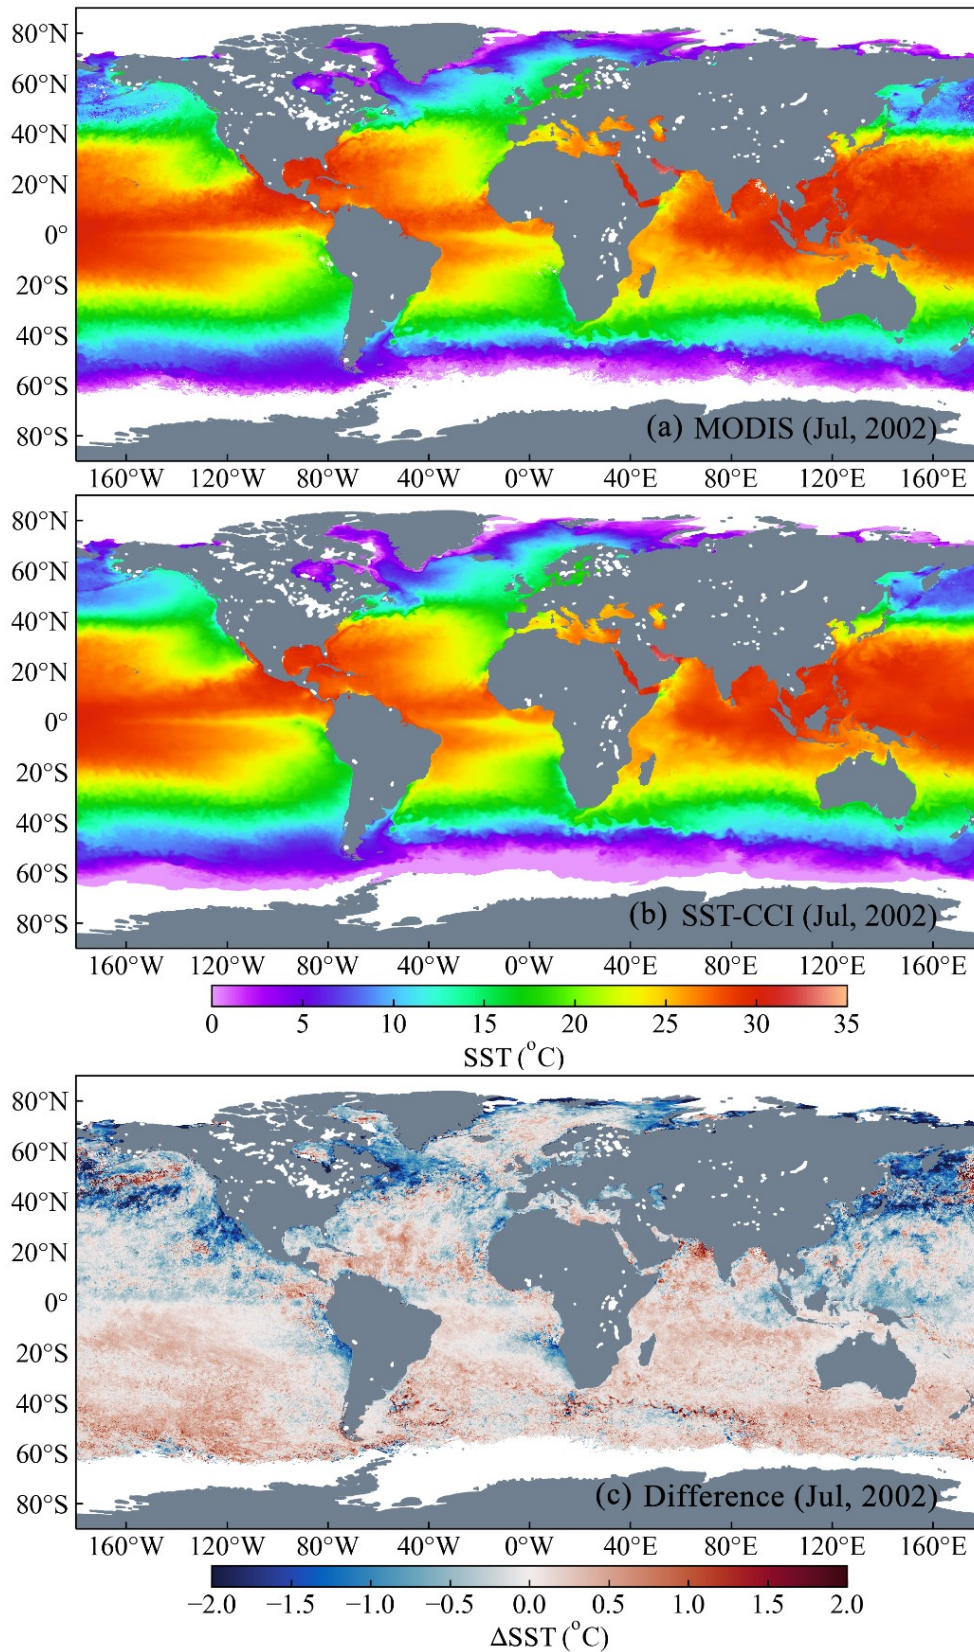 80°N
60°N
40°N
20°N
0°
20°S
40°S
60°S
80°S
(a) MODIS (Jul, 2002)
160°W 120°W 80°W 40°W 0°W 40°E 80°E 120°E 160°E
80°N
60°N
40°N
20°N
0°
20°S
40°S
60°S
80°S
(b) SST-CCI (Jul, 2002)
160°W 120°W 80°W 40°W 0°W 40°E 80°E 120°E 160°E
0 5 10 15 20 25 30 35
SST (°C)
80°N
60°N
40°N
20°N
0°
20°S
40°S
60°S
80°S
(c) Difference (Jul, 2002)
160°W 120°W 80°W 40°W 0°W 40°E 80°E 120°E 160°E
−2.0 −1.5 −1.0 −0.5 0.0 0.5 1.0 1.5 2.0
ΔSST (°C)